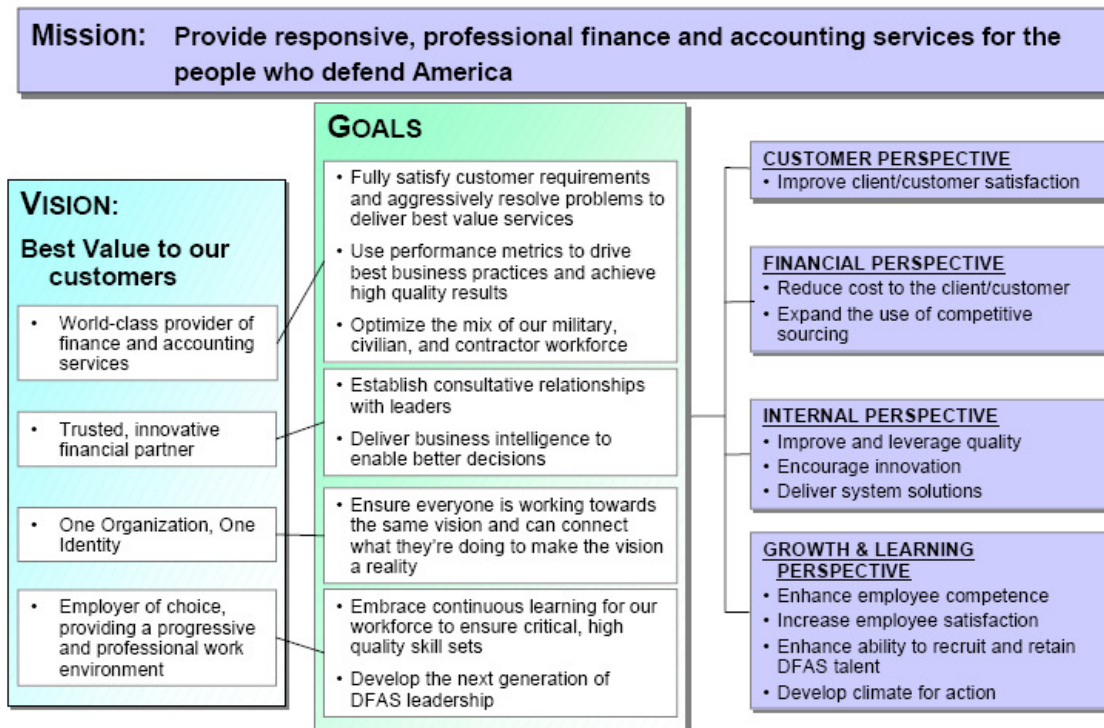 Mission: Provide responsive, professional finance and accounting services for the
people who defend America
VISION:
Best Value to our
customers
• World-class provider of
finance and accounting
services
• Trusted, innovative
financial partner
• One Organization, One
Identity
• Employer of choice,
providing a progressive
and professional work
environment
GOALS
• Fully satisfy customer requirements
and aggressively resolve problems to
deliver best value services
• Use performance metrics to drive
best business practices and achieve
high quality results
• Optimize the mix of our military,
civilian, and contractor workforce
• Establish consultative relationships
with leaders
• Deliver business intelligence to
enable better decisions
• Ensure everyone is working towards
the same vision and can connect
what they're doing to make the vision
a reality
• Embrace continuous learning for our
workforce to ensure critical, high
quality skill sets
• Develop the next generation of
DFAS leadership
CUSTOMER PERSPECTIVE
• Improve client/customer satisfaction
FINANCIAL PERSPECTIVE
• Reduce cost to the client/customer
• Expand the use of competitive
sourcing
INTERNAL PERSPECTIVE
• Improve and leverage quality
• Encourage innovation
• Deliver system solutions
GROWTH & LEARNING
PERSPECTIVE
• Enhance employee competence
• Increase employee satisfaction
• Enhance ability to recruit and retain
DFAS talent
• Develop climate for action